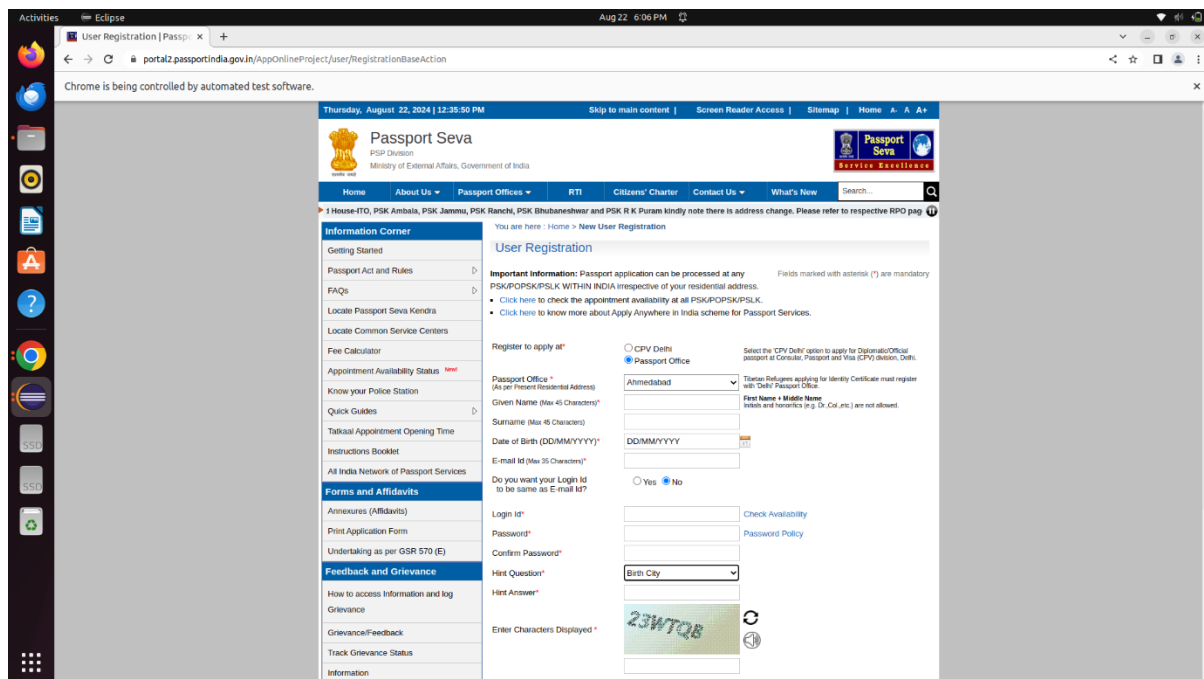 Activities Eclipse Aug 22 6:06 PM
User Registration | Passpo
portal2.passportindia.gov.in/AppOnlineProject/user/RegistrationBaseAction
Chrome is being controlled by automated test software.
Thursday, August 22, 2024 | 12:35:50 PM Skip to main content | Screen Reader Access | Sitemap | Home A- A A+
Passport Seva
PSP Division
Ministry of External Affairs, Government of India
Passport
Seva
Service Excellence
Home About Us Passport Offices RTI Citizens' Charter Contact Us What's New Search...
House-ITO, PSK Ambala, PSK Jammu, PSK Ranchi, PSK Bhubaneshwar and PSK R K Puram kindly note there is address change. Please refer to respective RPO pag
Information Corner
Getting Started
Passport Act and Rules
FAQs
Locate Passport Seva Kendra
Locate Common Service Centers
Fee Calculator
Appointment Availability Status New!
Know your Police Station
Quick Guides
Tatkaal Appointment Opening Time
Instructions Booklet
All India Network of Passport Services
Forms and Affidavits
Annexures (Affidavits)
Print Application Form
Undertaking as per GSR 570 (E)
Feedback and Grievance
How to access Information and log
Grievance
Grievance/Feedback
Track Grievance Status
Information
You are here : Home > New User Registration
User Registration
Important Information: Passport application can be processed at any
PSK/POPSK/PSLK WITHIN INDIA irrespective of your residential address.
Fields marked with asterisk (*) are mandatory
Click here to check the appointment availability at all PSK/POPSK/PSLK.
Click here to know more about Apply Anywhere in India scheme for Passport Services.
Register to apply at*
CPV Delhi
Passport Office
Select the 'CPV Delhi' option to apply for Diplomatic/Official
passport at Consular, Passport and Visa (CPV) division, Delhi.
Passport Office *
(As per Present Residential Address)
Ahmedabad
Tibetan Refugees applying for Identity Certificate must register
with 'Delhi' Passport Office.
Given Name (Max 45 Characters)*
First Name + Middle Name
Initials and honorifics (e.g. Dr.,Col.,etc.) are not allowed.
Surname (Max 45 Characters)
Date of Birth (DD/MM/YYYY)* DD/MM/YYYY
E-mail Id (Max 35 Characters)*
Do you want your Login Id
to be same as E-mail Id?
Yes No
Login Id* Check Availability
Password* Password Policy
Confirm Password*
Hint Question* Birth City
Hint Answer*
Enter Characters Displayed *
23WTQB
SSD
SSD